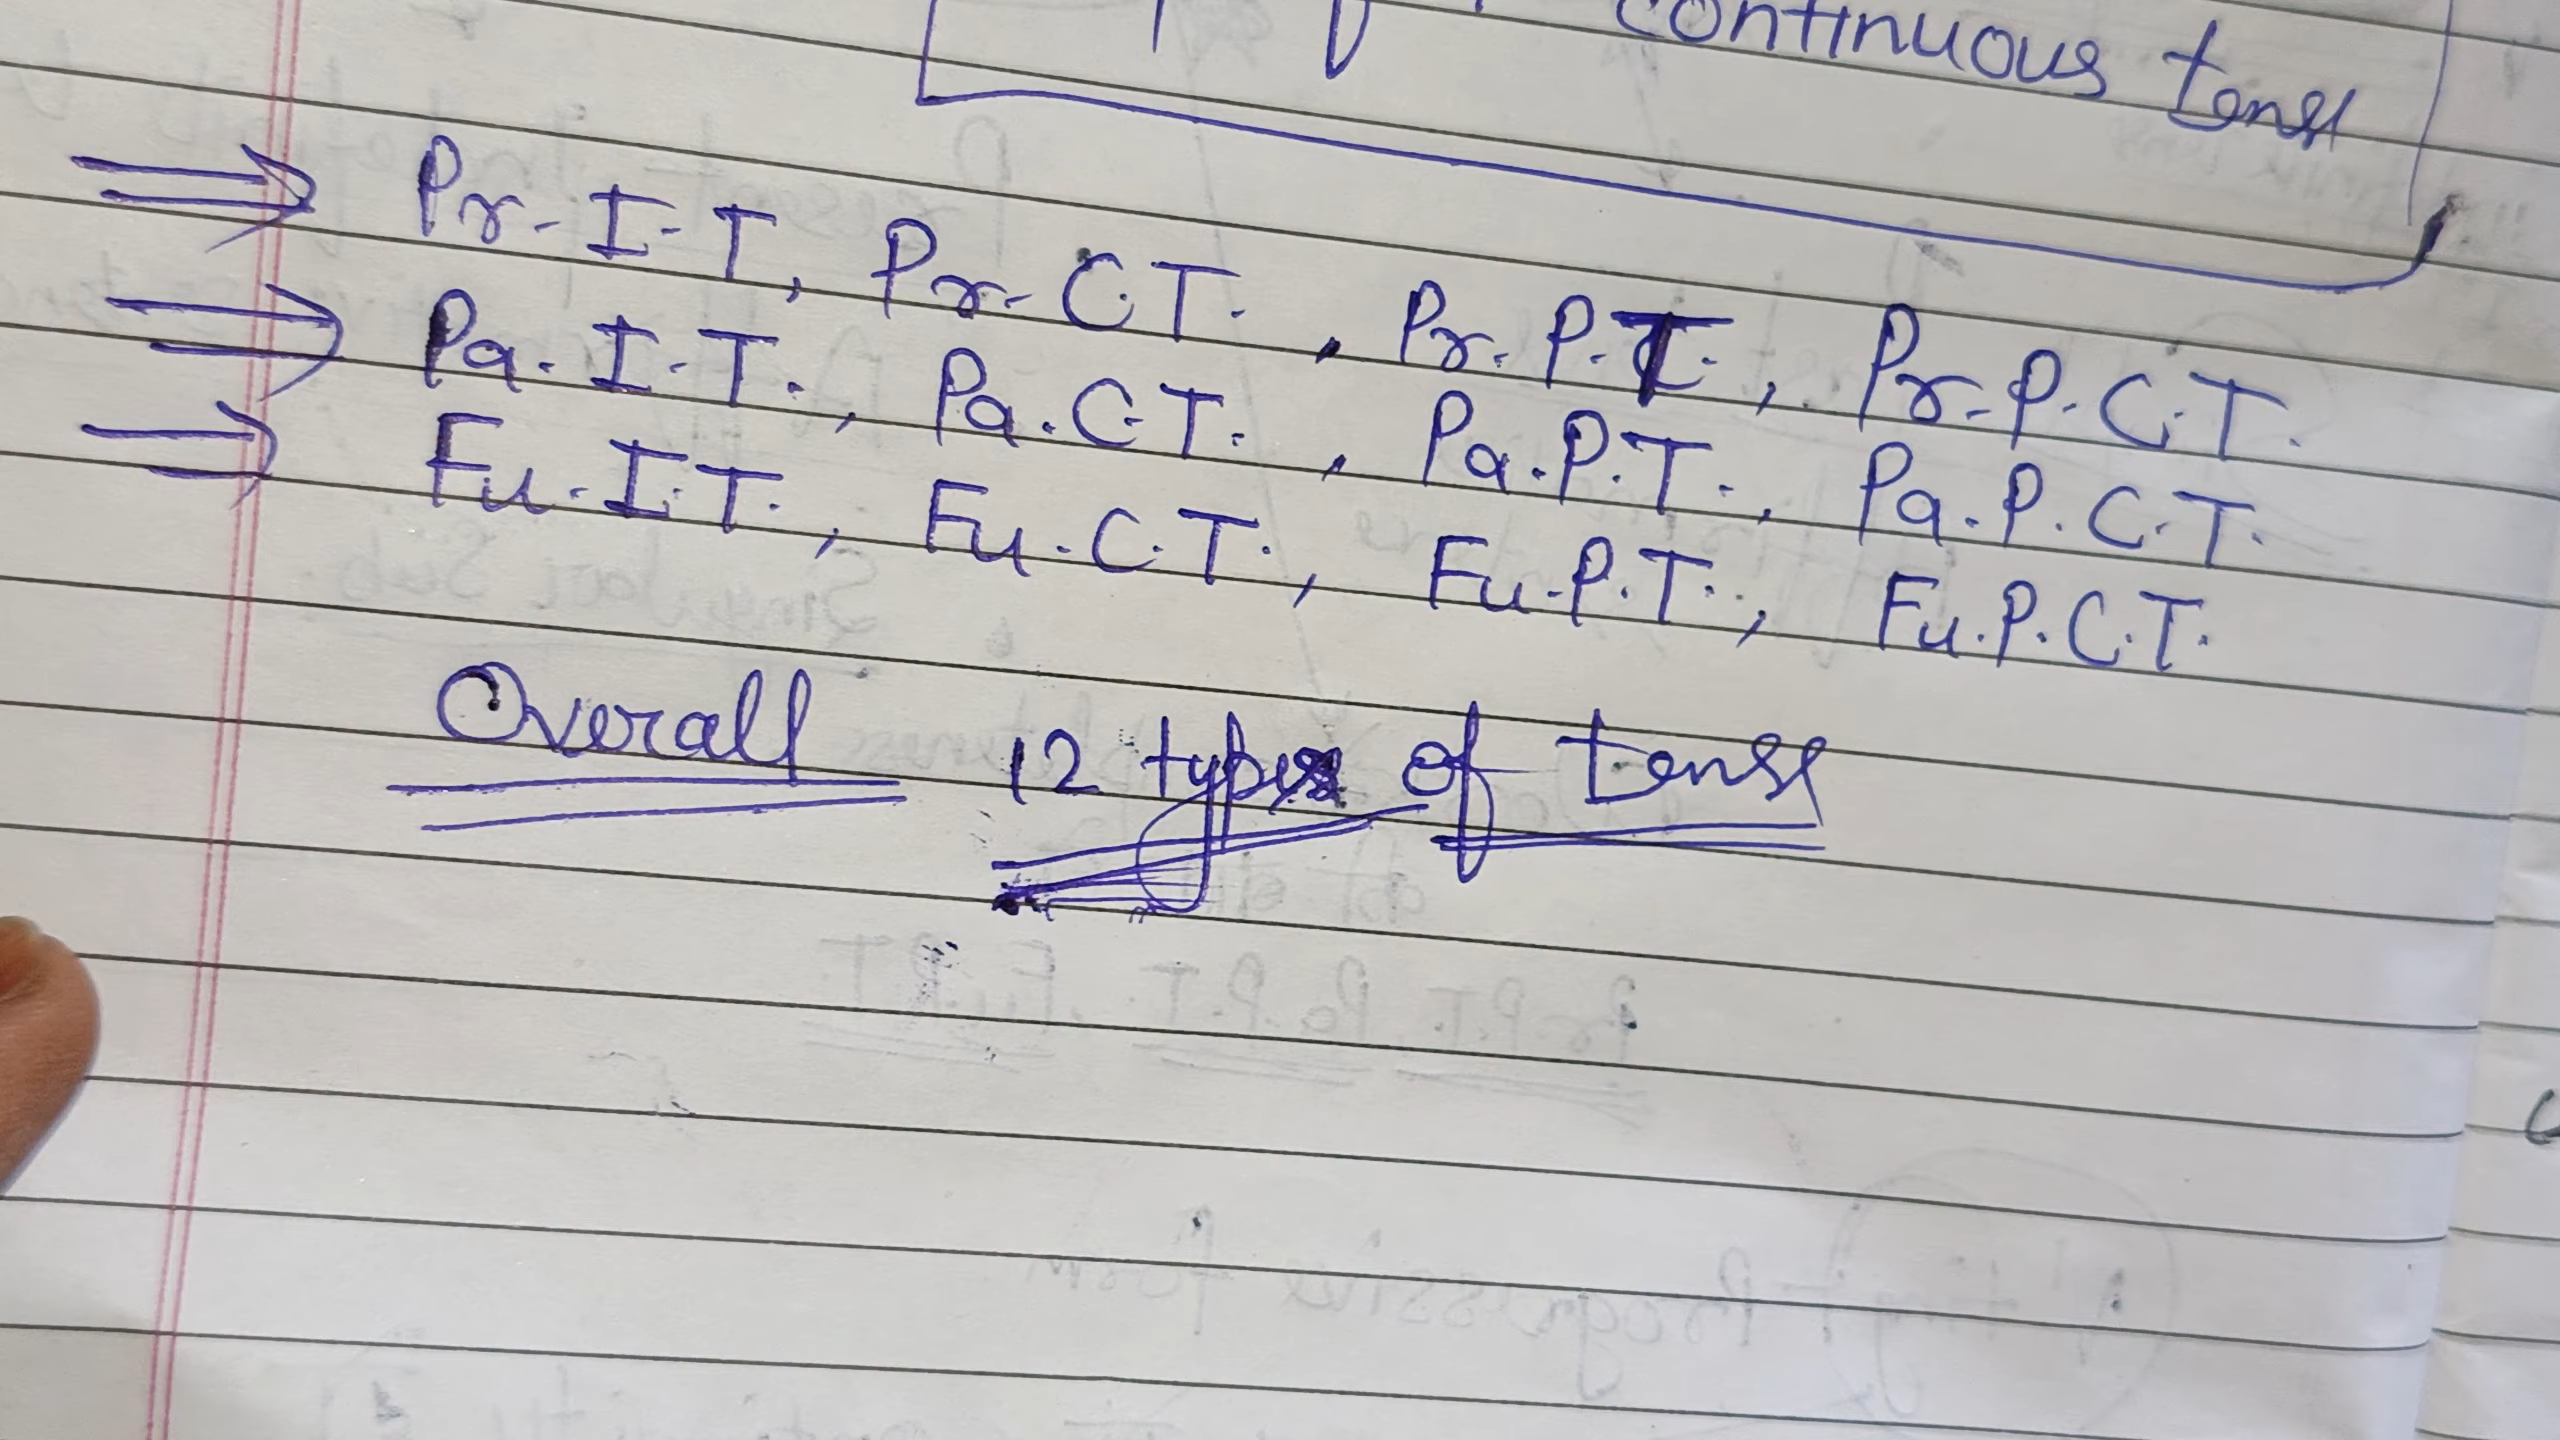 continuous tense
⇒ Pr-I-T, Pr-C.T., Pr.P.T., Pr.P.C.T.
⇒ Pa.I.T., Pa.C.T., Pa.P.T., Pa.P.C.T.
⇒ Fu.I.T., Fu.C.T., Fu.P.T., Fu.P.C.T.
Overall 12 types of tense